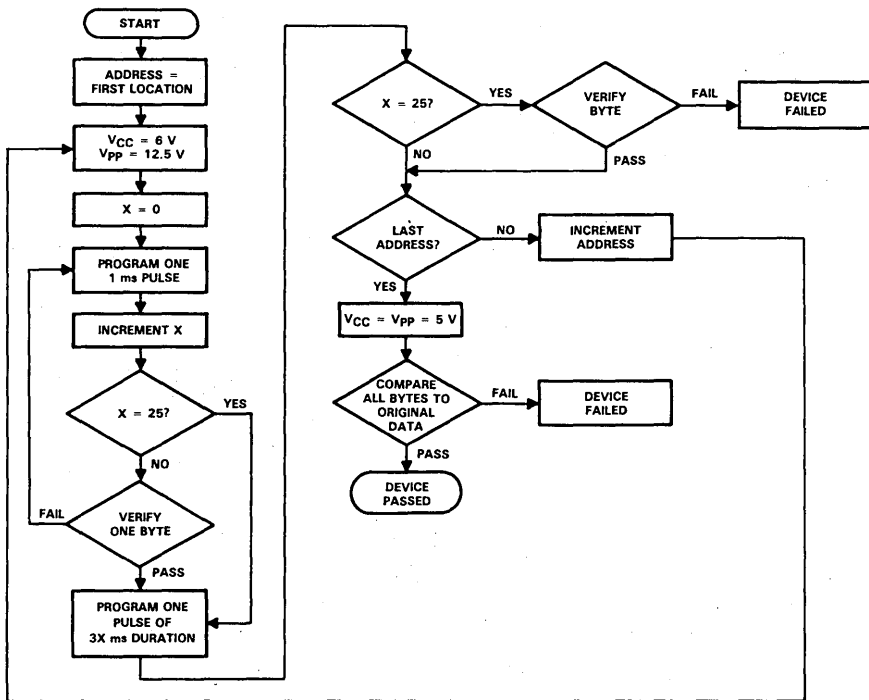 START
ADDRESS =
FIRST LOCATION
VCC = 6 V
VPP = 12.5 V
X = 0
PROGRAM ONE
1 ms PULSE
INCREMENT X
X = 25?
YES
NO
VERIFY
ONE BYTE
FAIL
PASS
PROGRAM ONE
PULSE OF
3X ms DURATION
X = 25?
YES
NO
VERIFY
BYTE
FAIL
PASS
DEVICE
FAILED
LAST
ADDRESS?
NO
YES
INCREMENT
ADDRESS
VCC = VPP = 5 V
COMPARE
ALL BYTES TO
ORIGINAL
DATA
FAIL
PASS
DEVICE
FAILED
DEVICE
PASSED